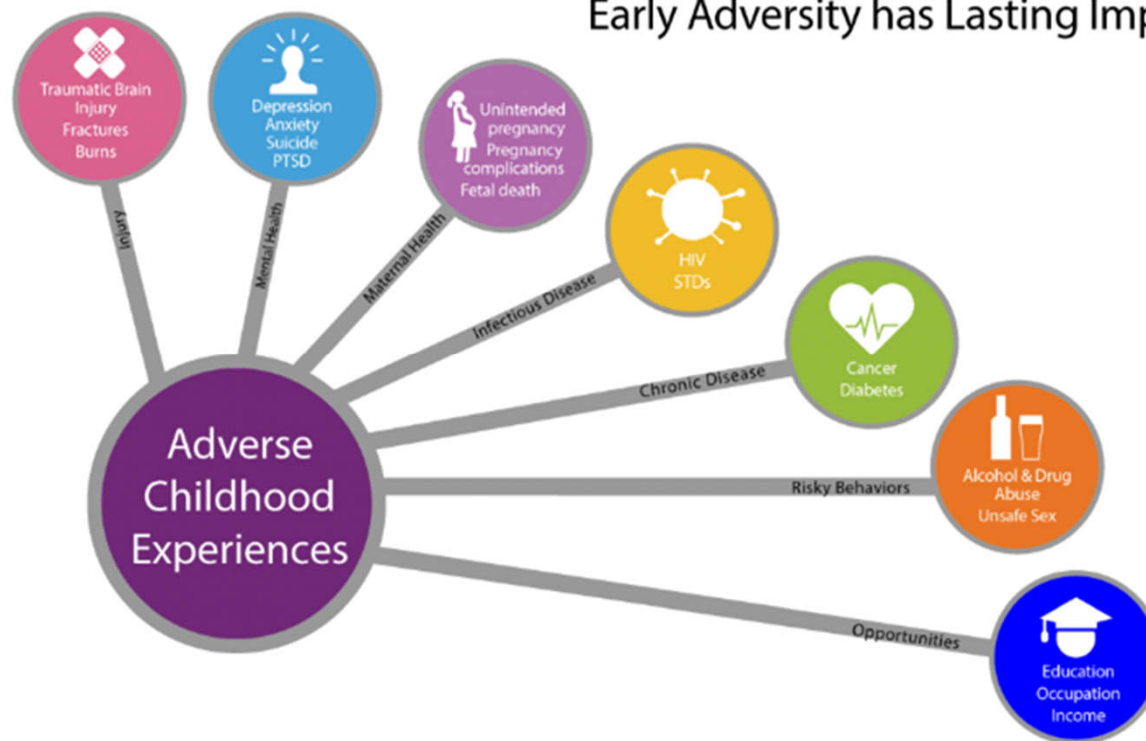 Early Adversity has Lasting
Traumatic Brain
Injury
Fractures
Burns
Depression
Anxiety
Suicide
PTSD
Unintended
pregnancy
Pregnancy
complications
Fetal death
HIV
STDs
Cancer
Diabetes
Alcohol & Drug
Abuse
Unsafe Sex
Education
Occupation
Income
Injury
Mental Health
Maternal Health
Infectious Disease
Chronic Disease
Risky Behaviors
Opportunities
Adverse
Childhood
Experiences